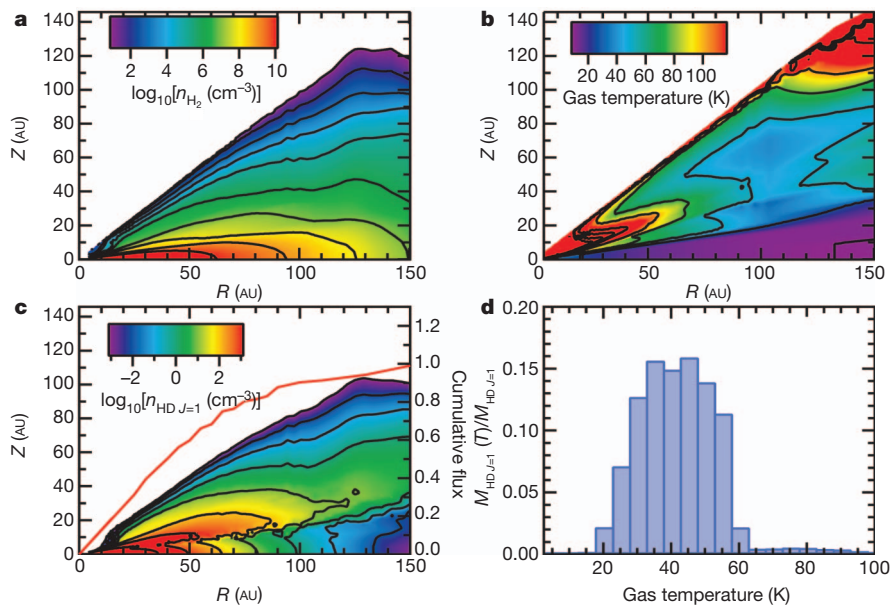 a
140
120
100
80
60
40
20
0
Z (AU)
2 4 6 8 10
log10[nH2 (cm–3)]
0 50 100 150
R (AU)
b
140
120
100
80
60
40
20
0
Z (AU)
20 40 60 80 100
Gas temperature (K)
50 100 150
R (AU)
c
140
120
100
80
60
40
20
0
Z (AU)
–2 0 2
log10[nHD J=1 (cm–3)]
1.2
1.0
0.8
0.6
0.4
0.2
0.0
Cumulative flux
0 50 100 150
R (AU)
d
0.20
0.15
0.10
0.05
0.00
MHD J=1 (T)/MHD J=1
20 40 60 80 100
Gas temperature (K)